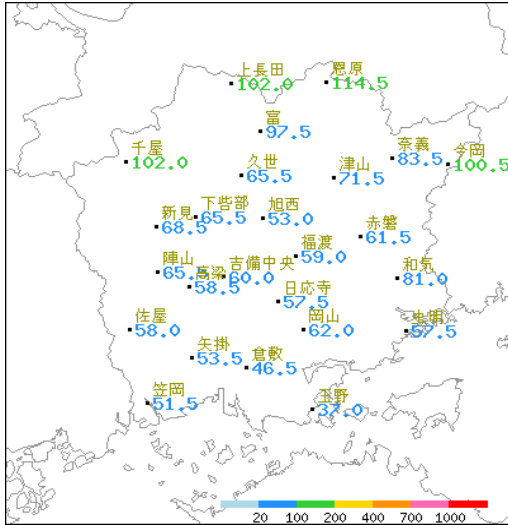 上長田
102.0
恩原
114.5
富
97.5
千屋
102.0
久世
65.5
津山
71.5
奈義
83.5
今岡
100.5
新見
68.5
下呰部
65.5
旭西
53.0
赤磐
61.5
福渡
59.0
陣山
65.5
高梁
58.5
吉備中央
60.0
和気
81.0
日応寺
57.5
佐屋
58.0
岡山
62.0
虫明
57.5
矢掛
53.5
倉敷
46.5
笠岡
51.5
玉野
37.0
20 100 200 400 700 1000